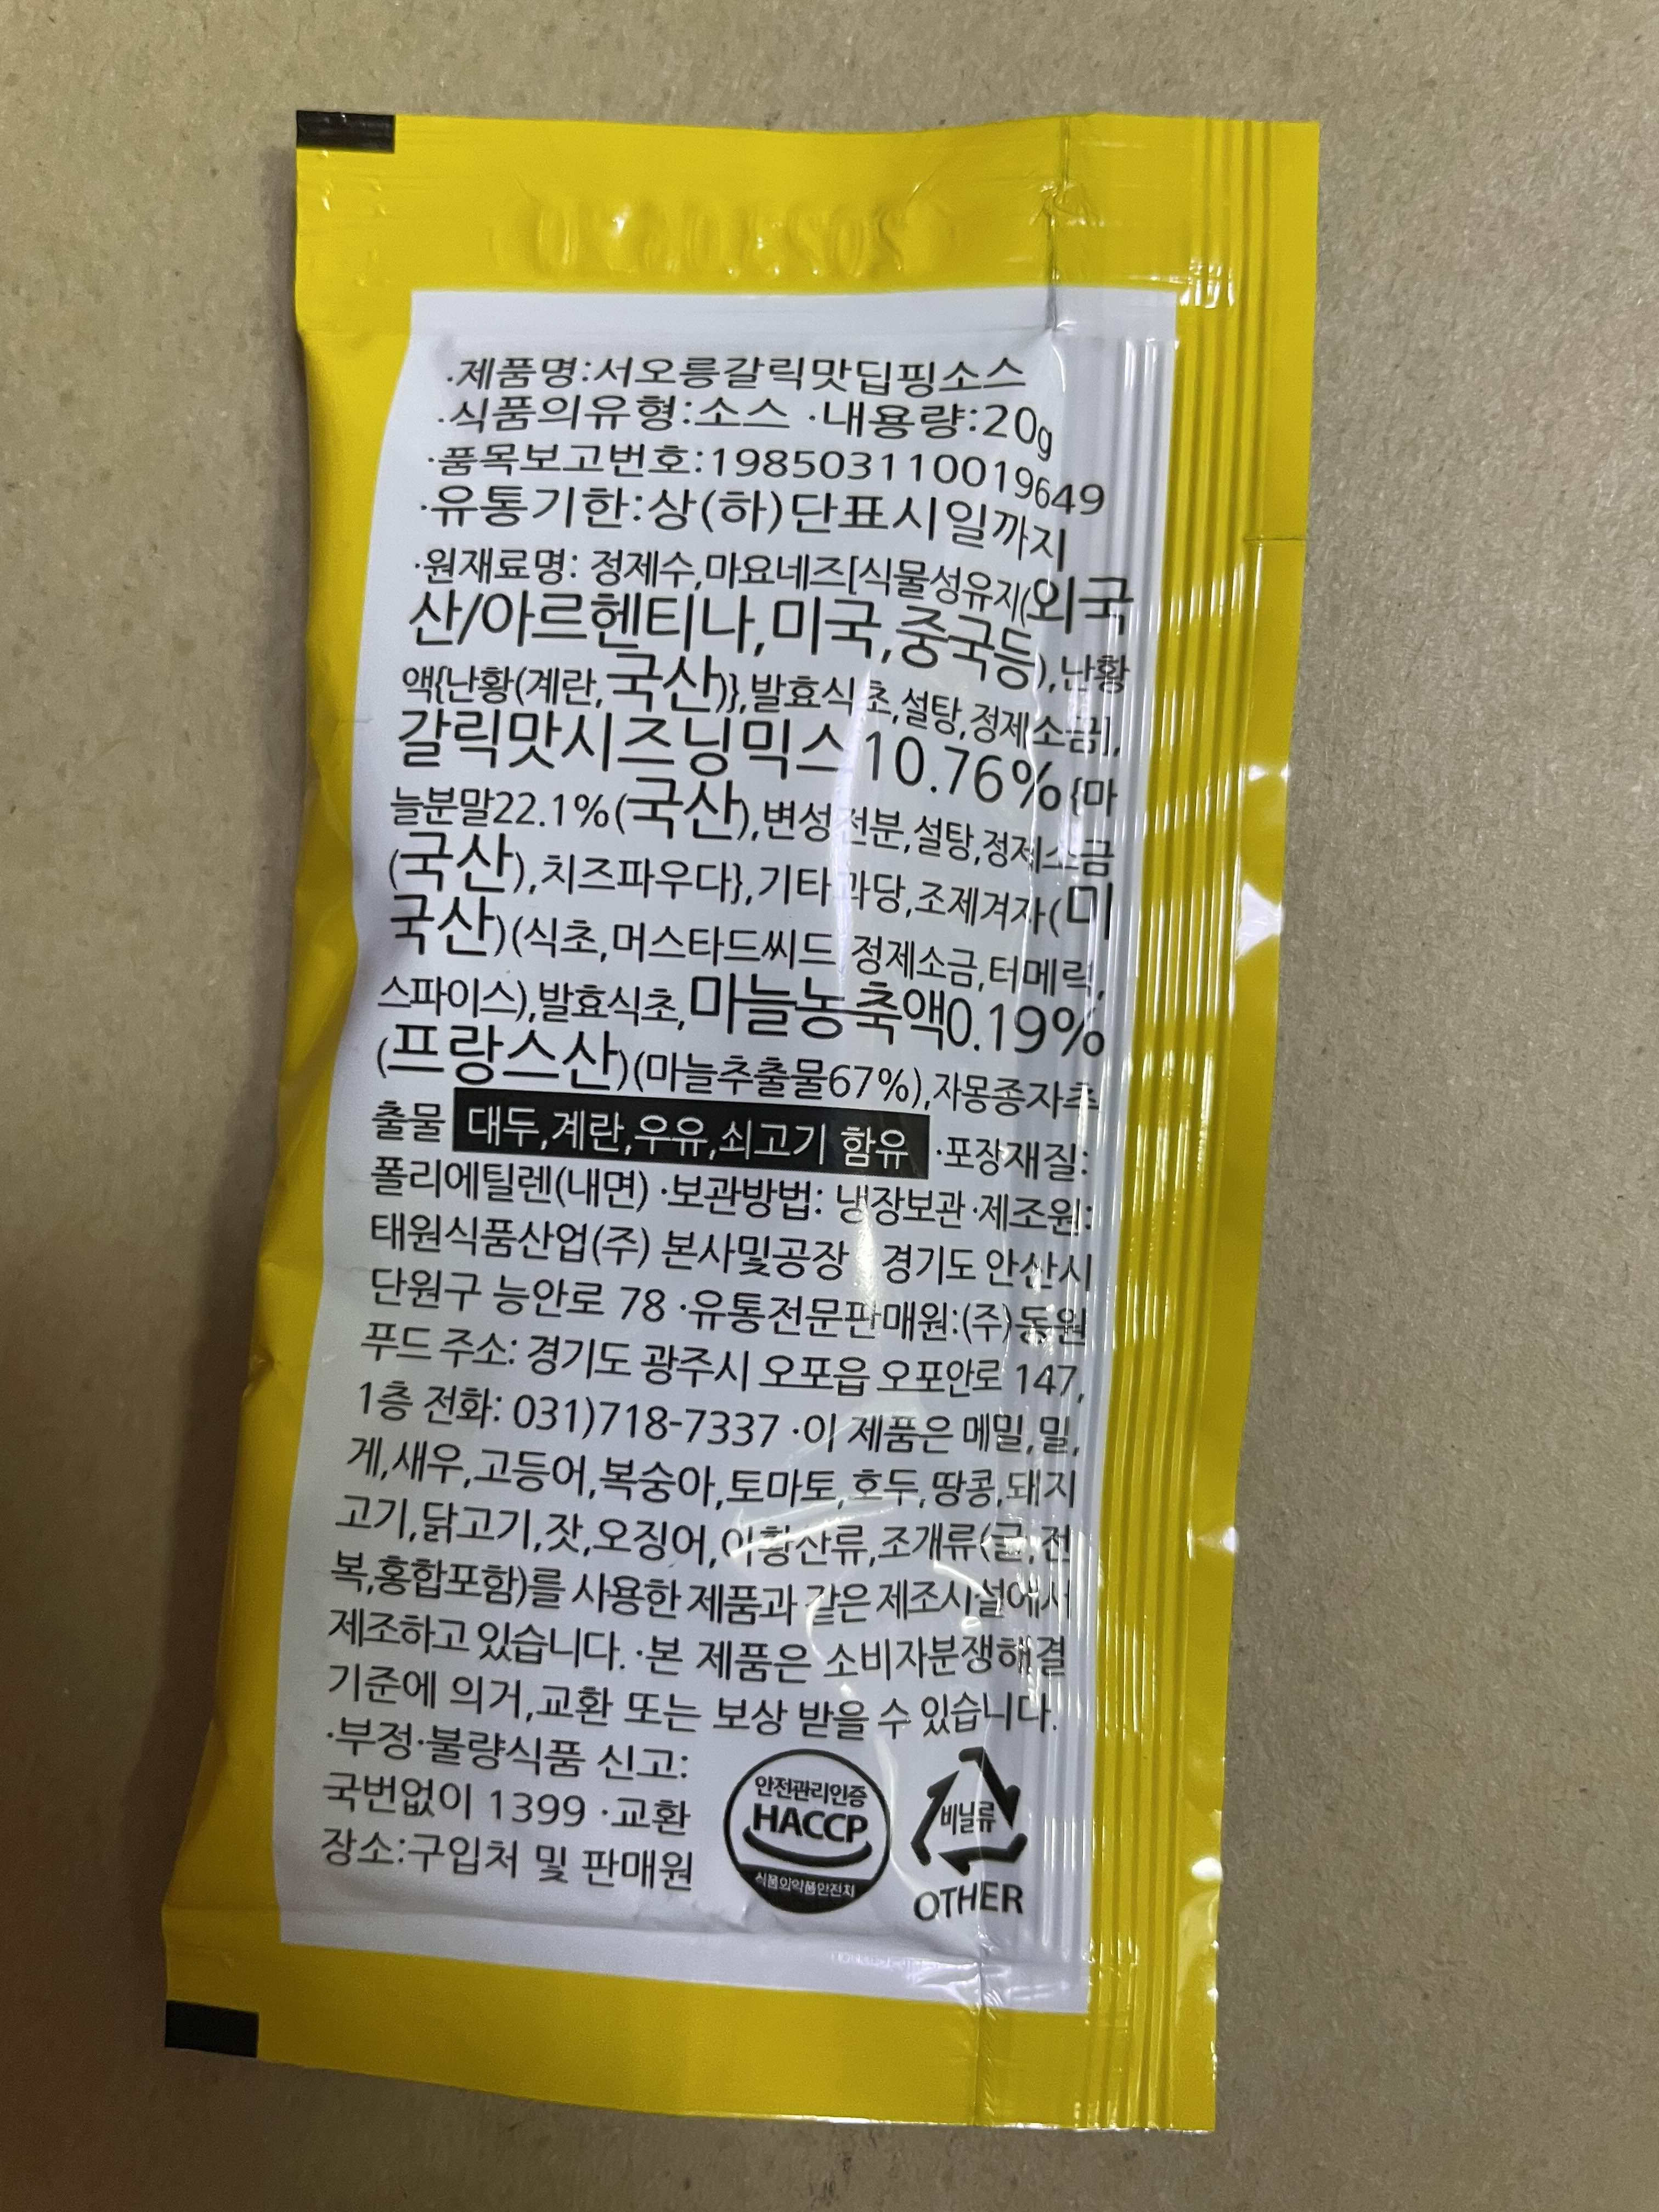 ·제품명:서오릉갈릭맛딥핑소스
·식품의유형:소스 ·내용량:20g
·품목보고번호:198503110019649
·유통기한:상(하)단표시일까지
·원재료명: 정제수,마요네즈[식물성유지(외국
산/아르헨티나,미국,중국등),난황
액{난황(계란,국산)},발효식초,설탕,정제소금],
갈릭맛시즈닝믹스10.76%{마
늘분말22.1%(국산),변성전분,설탕,정제소금
(국산),치즈파우다},기타과당,조제겨자(미
국산)(식초,머스타드씨드,정제소금,터메릭,
스파이스),발효식초,마늘농축액0.19%
(프랑스산)(마늘추출물67%),자몽종자추
출물 대두,계란,우유,쇠고기 함유 ·포장재질:
폴리에틸렌(내면) ·보관방법: 냉장보관 ·제조원:
태원식품산업(주) 본사및공장 : 경기도 안산시
단원구 능안로 78 ·유통전문판매원:(주)동원
푸드 주소: 경기도 광주시 오포읍 오포안로 147,
1층 전화: 031)718-7337 ·이 제품은 메밀,밀,
게,새우,고등어,복숭아,토마토,호두,땅콩,돼지
고기,닭고기,잣,오징어,이황산류,조개류(굴,전
복,홍합포함)를 사용한 제품과 같은 제조시설에서
제조하고 있습니다. ·본 제품은 소비자분쟁해결
기준에 의거,교환 또는 보상 받을 수 있습니다.
·부정·불량식품 신고:
국번없이 1399 ·교환
장소:구입처 및 판매원
안전관리인증
HACCP
식품의약품안전처
비닐류
OTHER